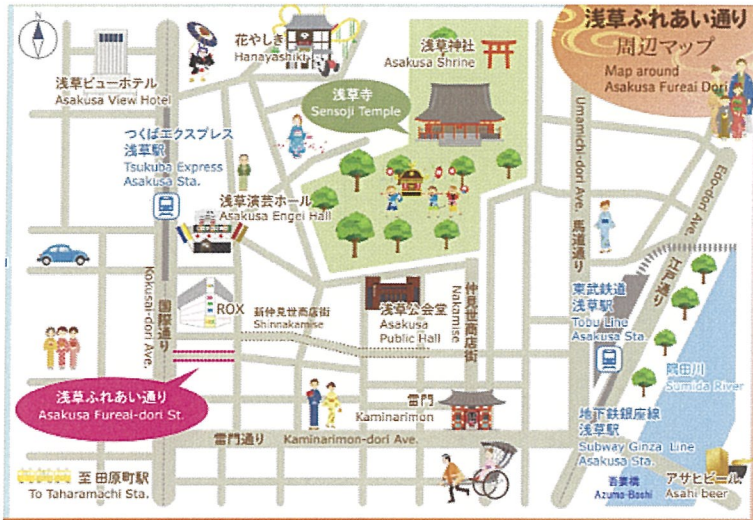 浅草ふれあい通り
周辺マップ
Map around
Asakusa Fureai Dori
N
花やしき
Hanayashiki
浅草神社
Asakusa Shrine
浅草ビューホテル
Asakusa View Hotel
浅草寺
Sensoji Temple
つくばエクスプレス
浅草駅
Tsukuba Express
Asakusa Sta.
浅草演芸ホール
Asakusa Engei Hall
Umamichi-dori Ave.
馬道通り
Edo-dori Ave.
江戸通り
Kokusai-dori Ave.
国際通り
ROX
新仲見世商店街
Shinnakamise
浅草公会堂
Asakusa
Public Hall
仲見世商店街
Nakamise
東武鉄道
浅草駅
Tobu Line
Asakusa Sta.
隅田川
Sumida River
浅草ふれあい通り
Asakusa Fureai-dori St.
雷門
Kaminarimon
雷門通り Kaminarimon-dori Ave.
地下鉄銀座線
浅草駅
Subway Ginza Line
Asakusa Sta.
至 田原町駅
To Taharamachi Sta.
吾妻橋
Azuma-Bashi
アサヒビール
Asahi beer